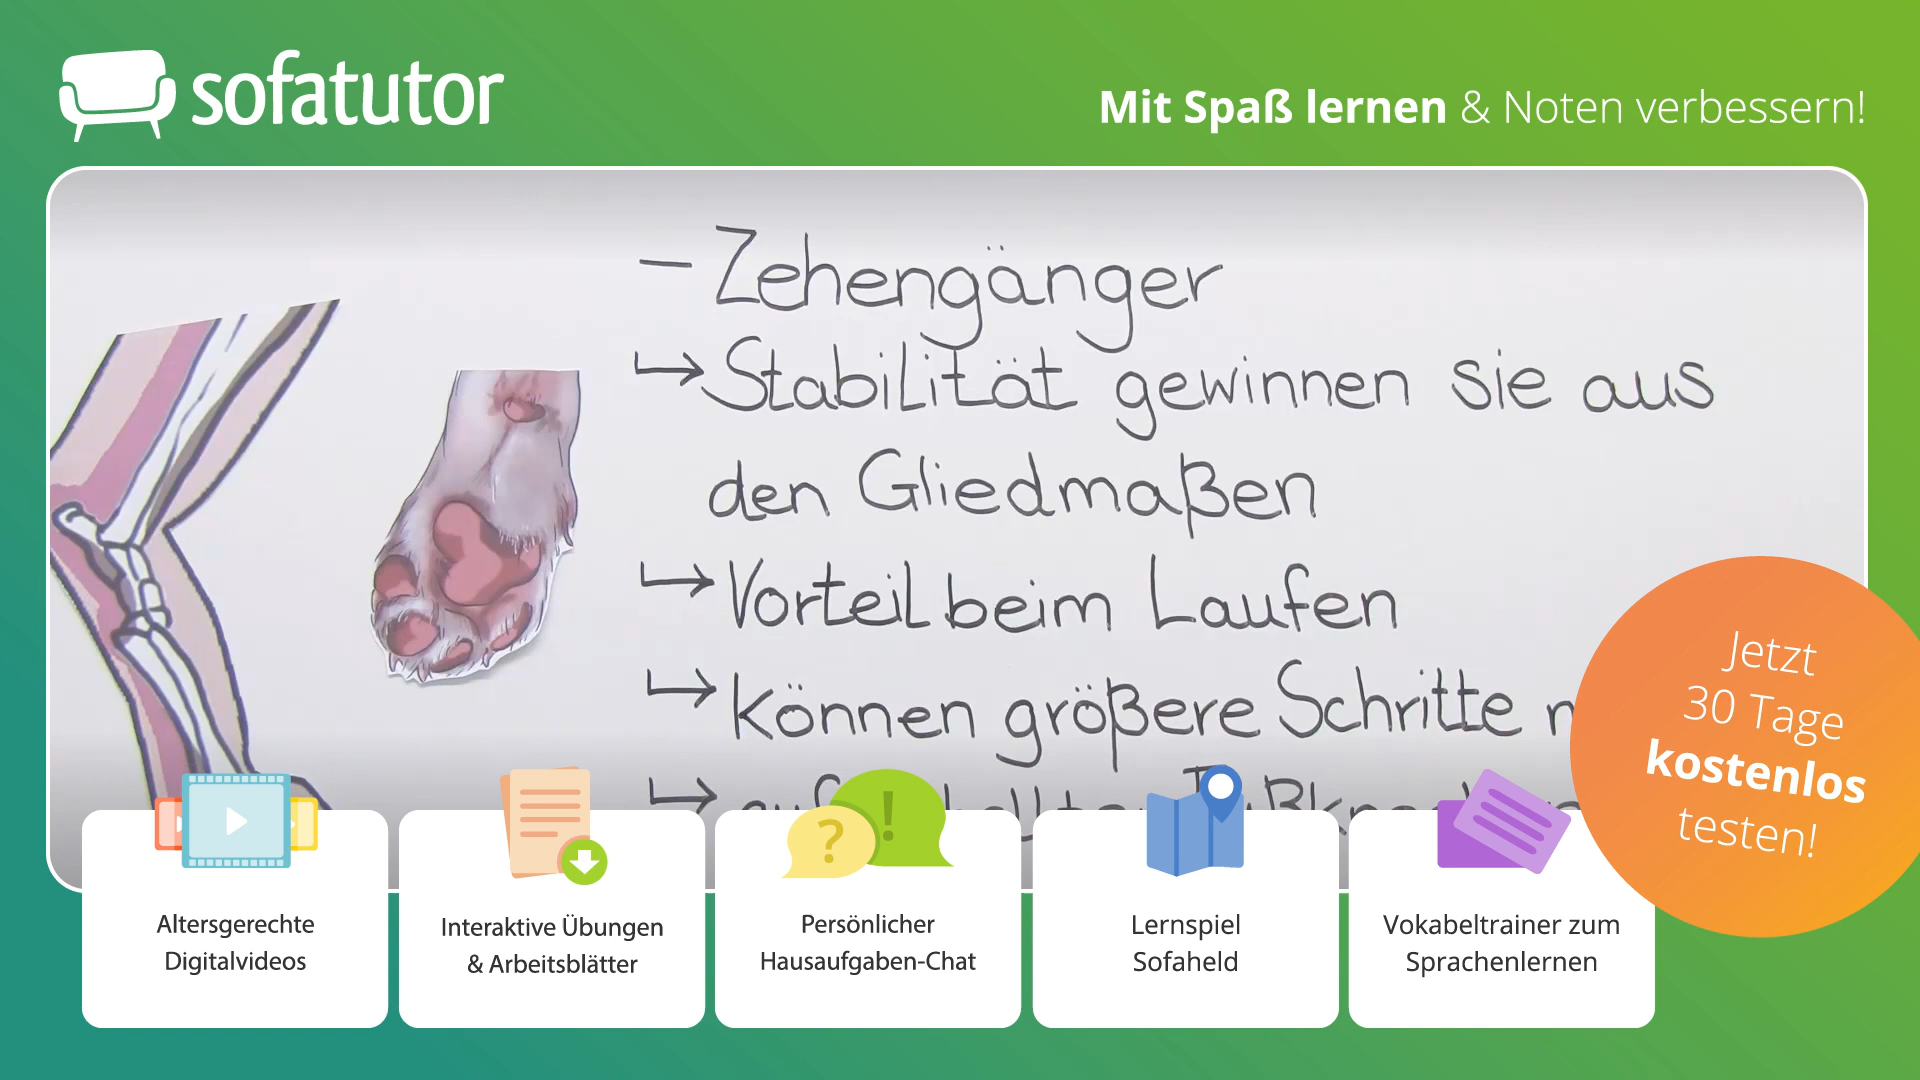 sofatutor
Mit Spaß lernen & Noten verbessern!
– Zehengänger
↳ Stabilität gewinnen sie aus
den Gliedmaßen
↳ Vorteil beim Laufen
↳ können größere Schritte
Jetzt
30 Tage
kostenlos
testen!
?
!
Altersgerechte
Digitalvideos
Interaktive Übungen
& Arbeitsblätter
Persönlicher
Hausaufgaben-Chat
Lernspiel
Sofaheld
Vokabeltrainer zum
Sprachenlernen